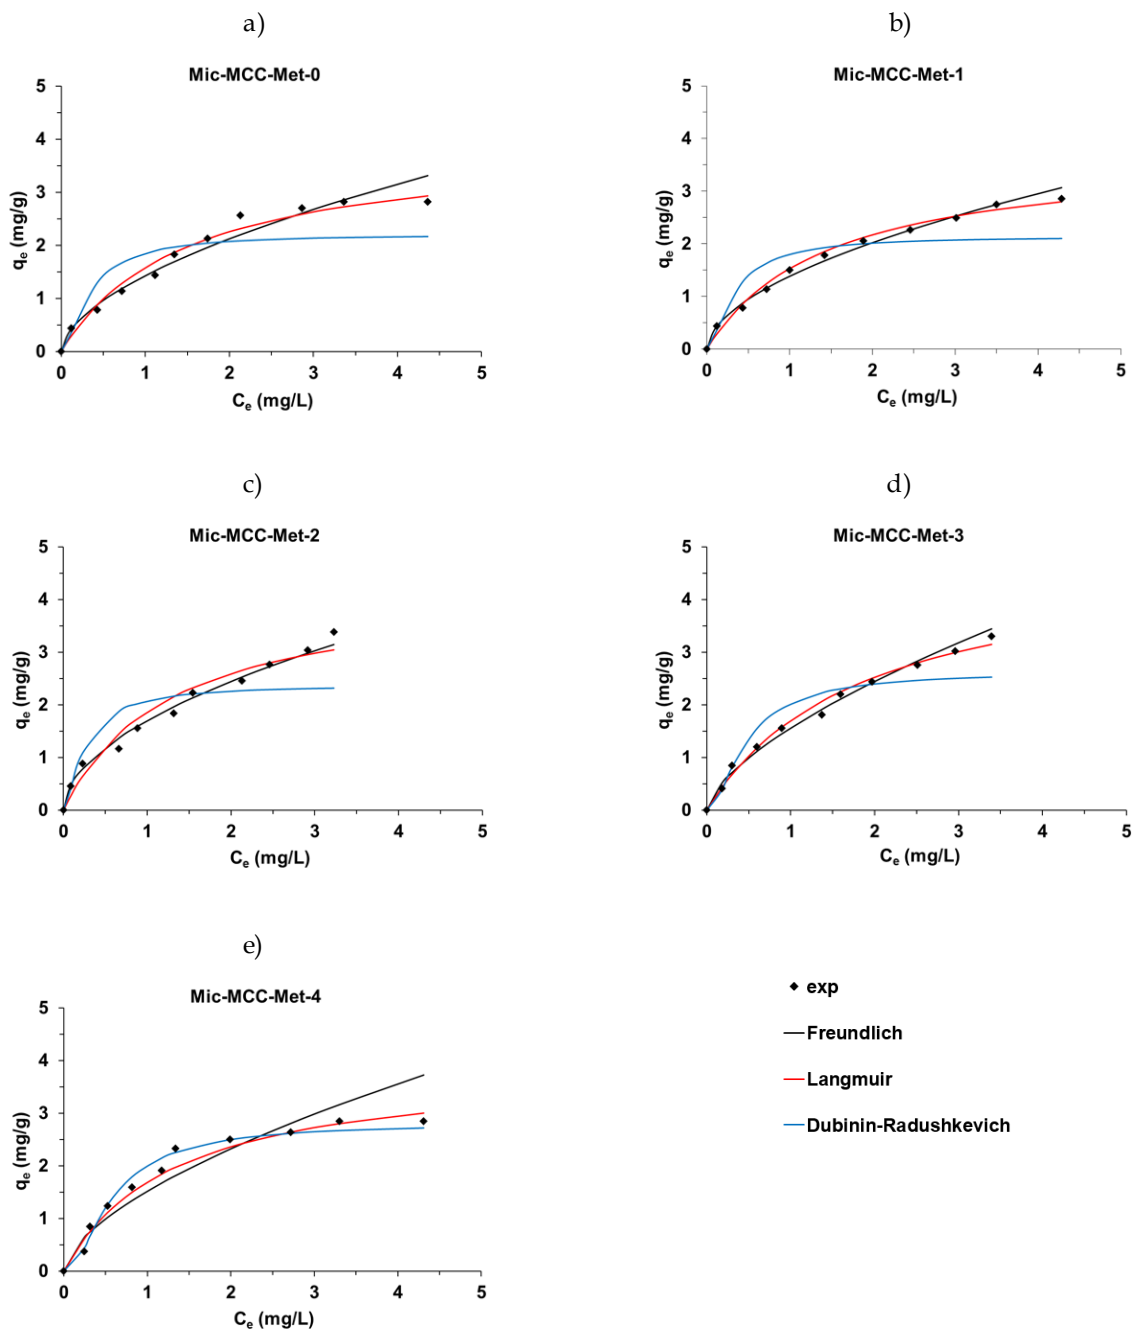 a)
Mic-MCC-Met-0
5
4
3
2
1
0
qe (mg/g)
0 1 2 3 4 5
Ce (mg/L)
b)
Mic-MCC-Met-1
5
4
3
2
1
0
qe (mg/g)
0 1 2 3 4 5
Ce (mg/L)
c)
Mic-MCC-Met-2
5
4
3
2
1
0
qe (mg/g)
0 1 2 3 4 5
Ce (mg/L)
d)
Mic-MCC-Met-3
5
4
3
2
1
0
qe (mg/g)
0 1 2 3 4 5
Ce (mg/L)
e)
Mic-MCC-Met-4
5
4
3
2
1
0
qe (mg/g)
0 1 2 3 4 5
Ce (mg/L)
exp
Freundlich
Langmuir
Dubinin-Radushkevich